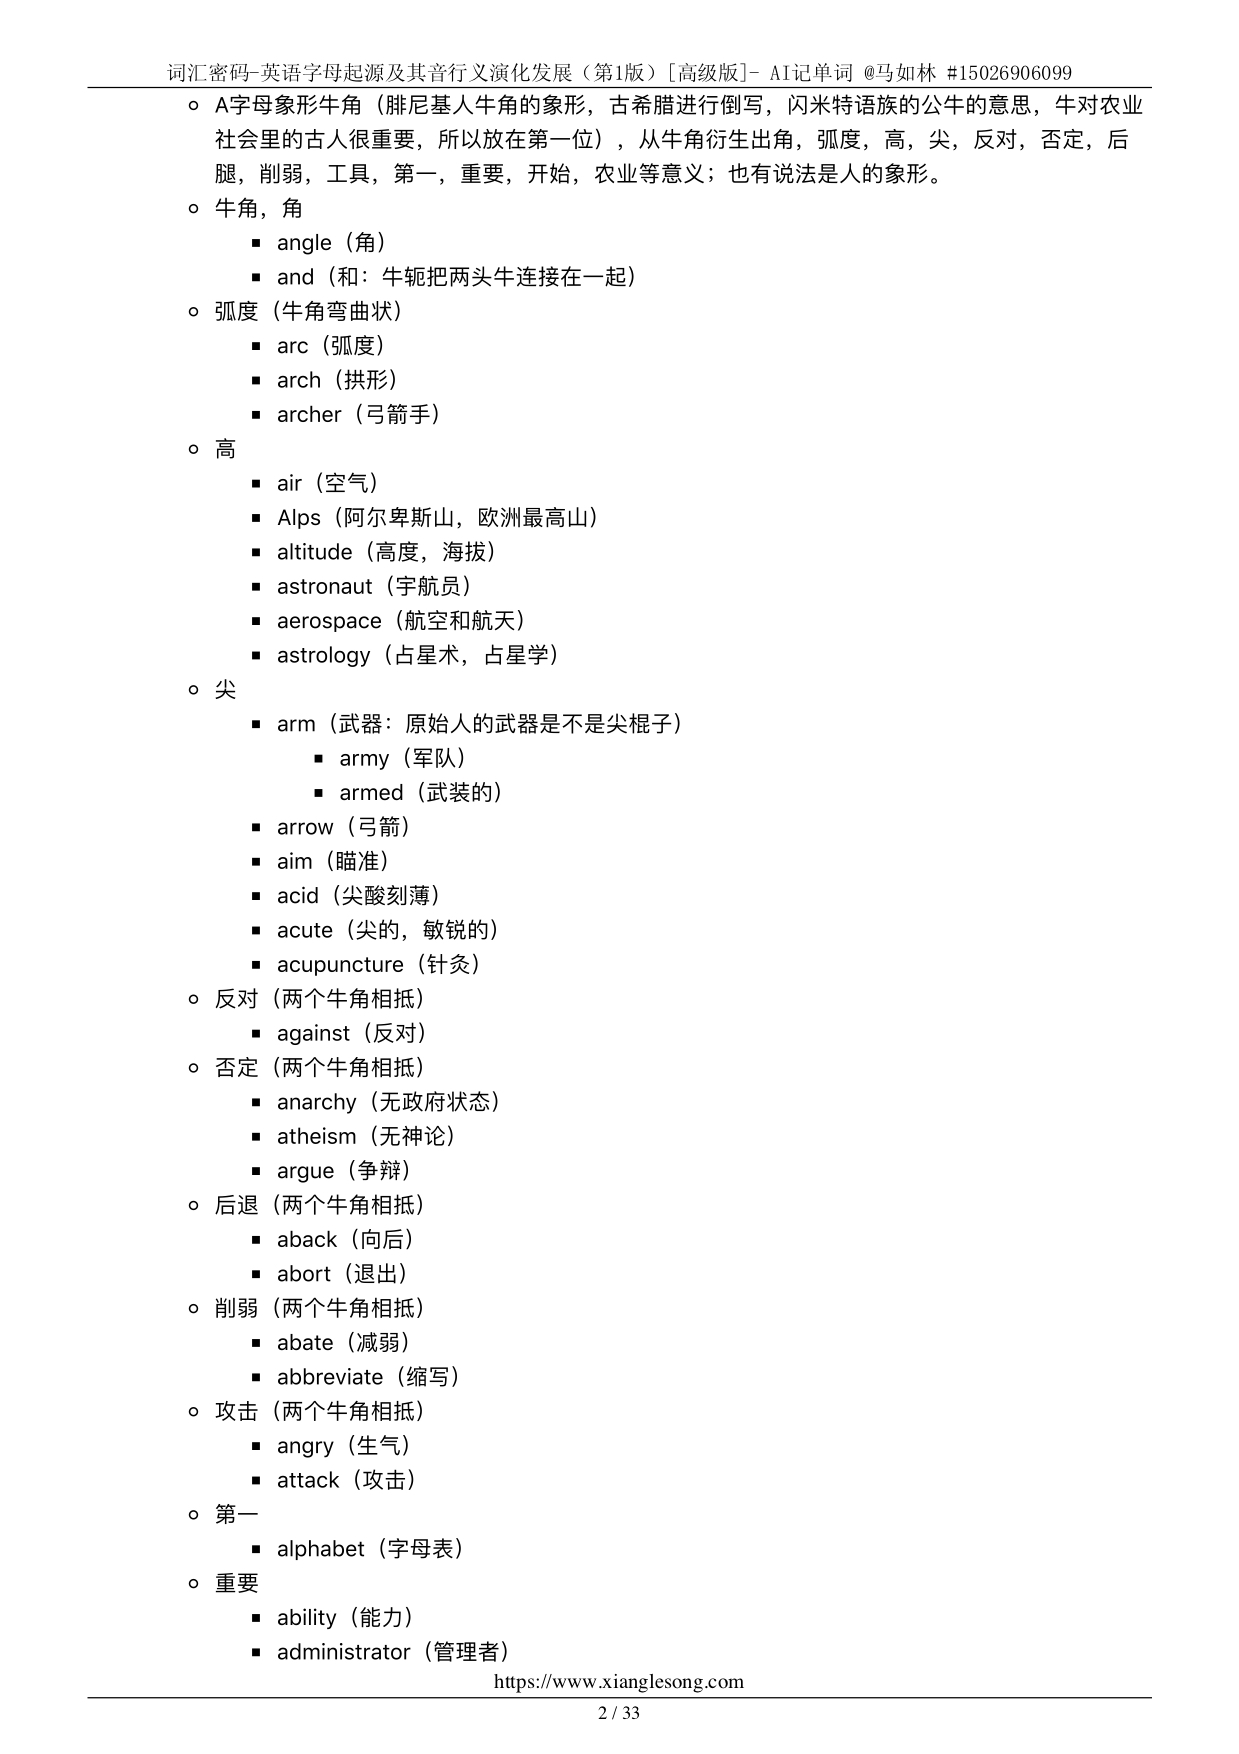 词汇密码-英语字母起源及其音行义演化发展（第1版）[高级版]- AI记单词 @马如林 #15026906099
A字母象形牛角（腓尼基人牛角的象形，古希腊进行倒写，闪米特语族的公牛的意思，牛对农业
社会里的古人很重要，所以放在第一位），从牛角衍生出角，弧度，高，尖，反对，否定，后
腿，削弱，工具，第一，重要，开始，农业等意义；也有说法是人的象形。
牛角，角
angle（角）
and（和：牛轭把两头牛连接在一起）
弧度（牛角弯曲状）
arc（弧度）
arch（拱形）
archer（弓箭手）
高
air（空气）
Alps（阿尔卑斯山，欧洲最高山）
altitude（高度，海拔）
astronaut（宇航员）
aerospace（航空和航天）
astrology（占星术，占星学）
尖
arm（武器：原始人的武器是不是尖棍子）
army（军队）
armed（武装的）
arrow（弓箭）
aim（瞄准）
acid（尖酸刻薄）
acute（尖的，敏锐的）
acupuncture（针灸）
反对（两个牛角相抵）
against（反对）
否定（两个牛角相抵）
anarchy（无政府状态）
atheism（无神论）
argue（争辩）
后退（两个牛角相抵）
aback（向后）
abort（退出）
削弱（两个牛角相抵）
abate（减弱）
abbreviate（缩写）
攻击（两个牛角相抵）
angry（生气）
attack（攻击）
第一
alphabet（字母表）
重要
ability（能力）
administrator（管理者）
https://www.xianglesong.com
2 / 33